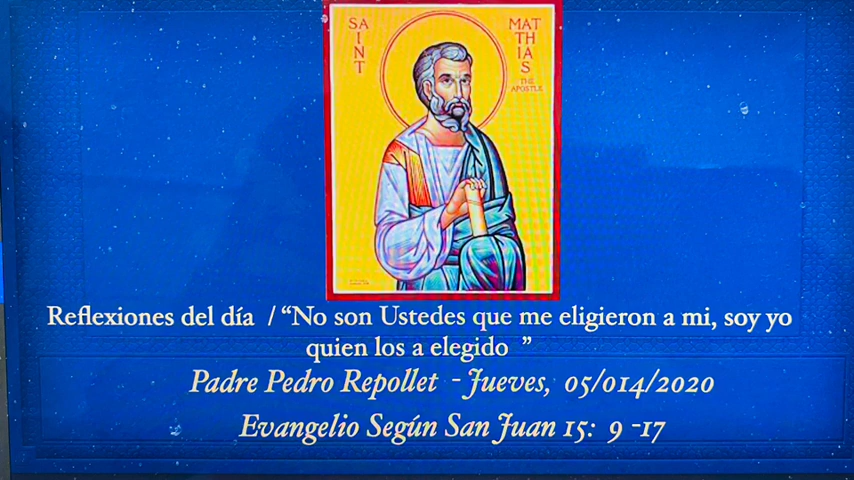 SAINT
MATTHIAS
THE
APOSTLE
Reflexiones del día / “No son Ustedes que me eligieron a mi, soy yo
quien los a elegido ”
Padre Pedro Repollet - Jueves, 05/014/2020
Evangelio Según San Juan 15: 9 -17